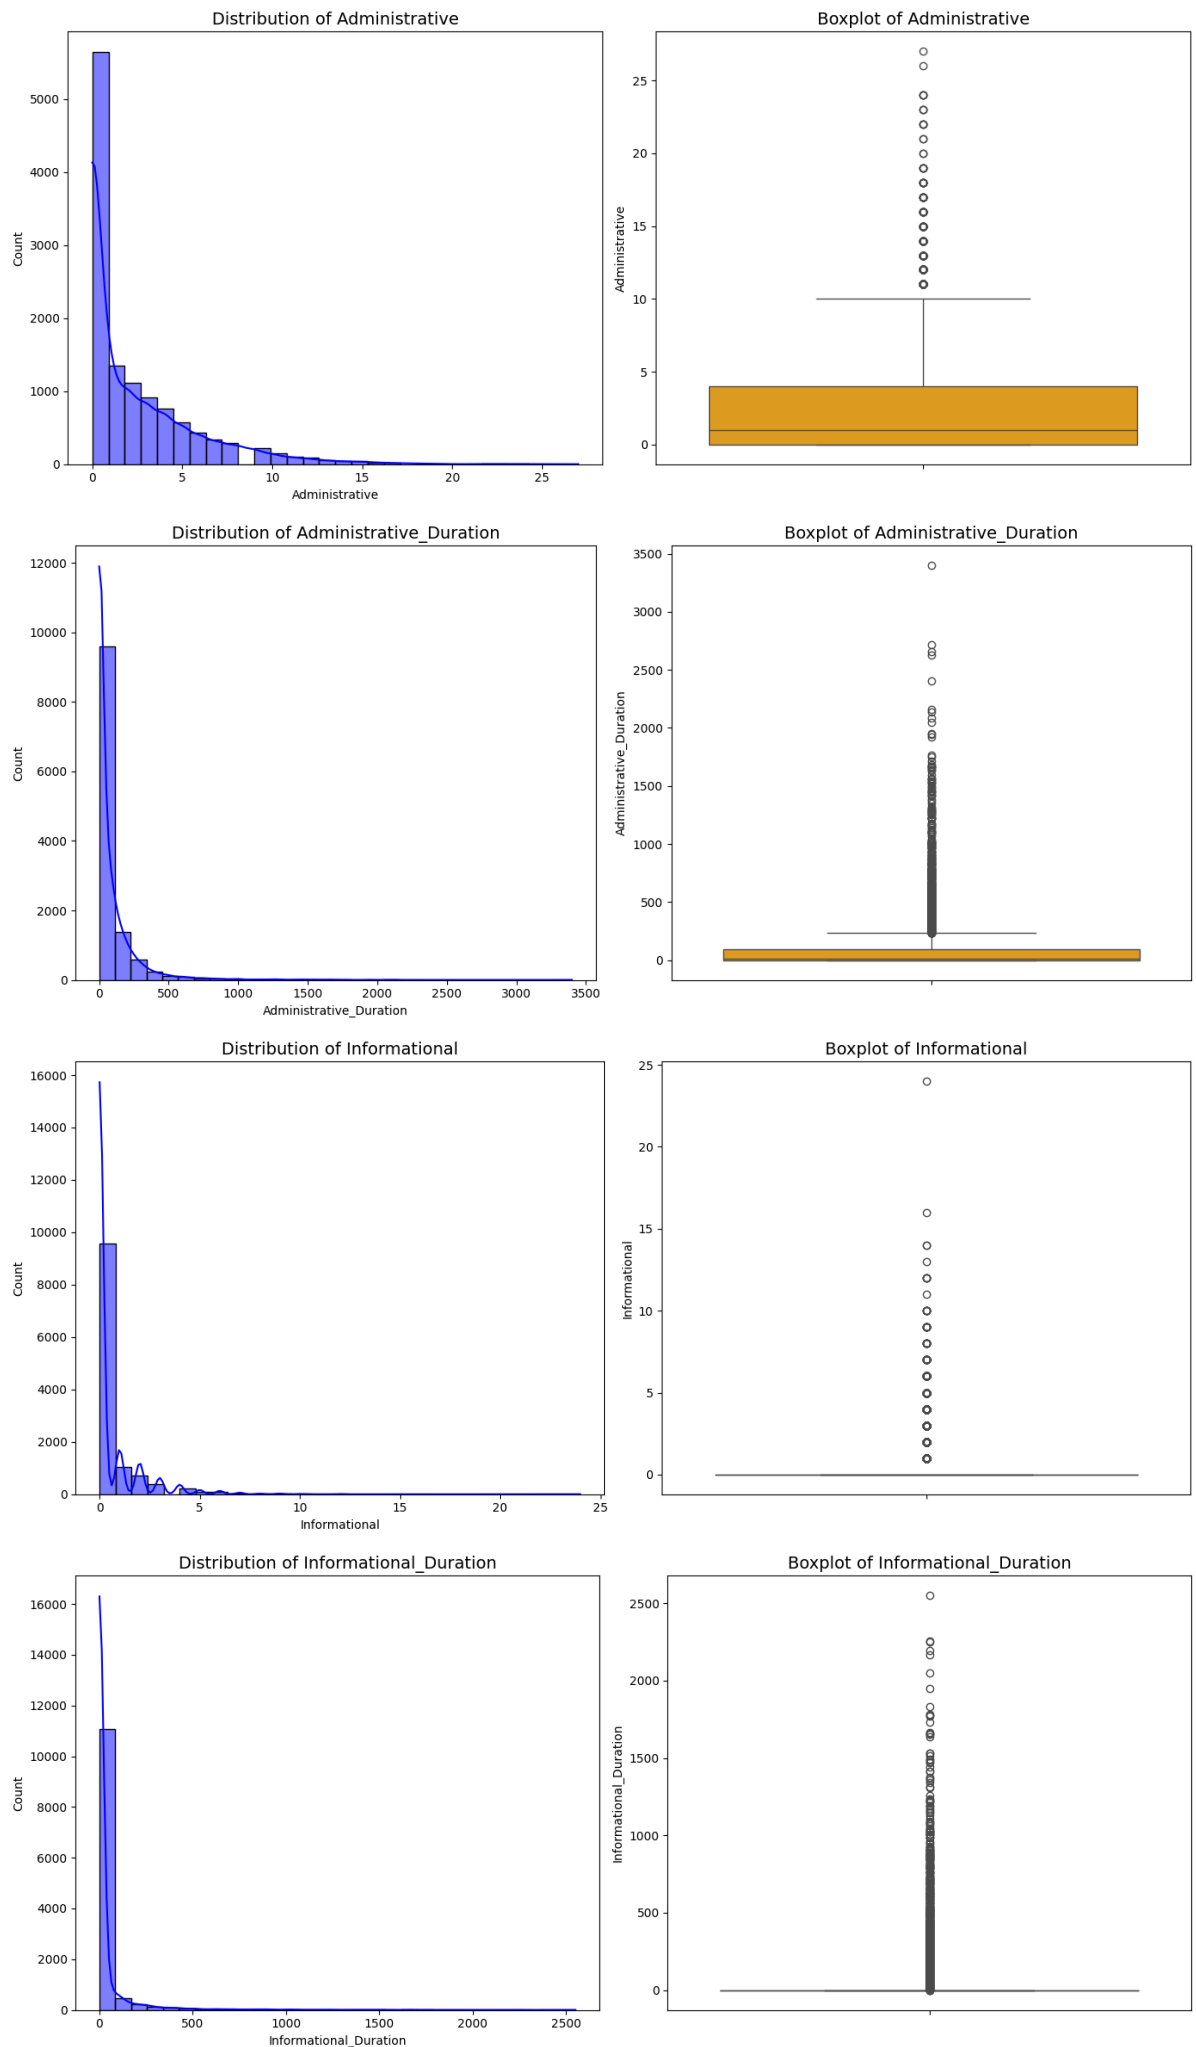 Distribution of Administrative
Boxplot of Administrative
5000
4000
3000
2000
1000
0
Count
0 5 10 15 20 25
Administrative
25
20
15
10
5
0
Administrative
Distribution of Administrative_Duration
Boxplot of Administrative_Duration
12000
10000
8000
6000
4000
2000
0
Count
0 500 1000 1500 2000 2500 3000 3500
Administrative_Duration
3500
3000
2500
2000
1500
1000
500
0
Administrative_Duration
Distribution of Informational
Boxplot of Informational
16000
14000
12000
10000
8000
6000
4000
2000
0
Count
0 5 10 15 20 25
Informational
25
20
15
10
5
0
Informational
Distribution of Informational_Duration
Boxplot of Informational_Duration
16000
14000
12000
10000
8000
6000
4000
2000
0
Count
0 500 1000 1500 2000 2500
Informational_Duration
2500
2000
1500
1000
500
0
Informational_Duration